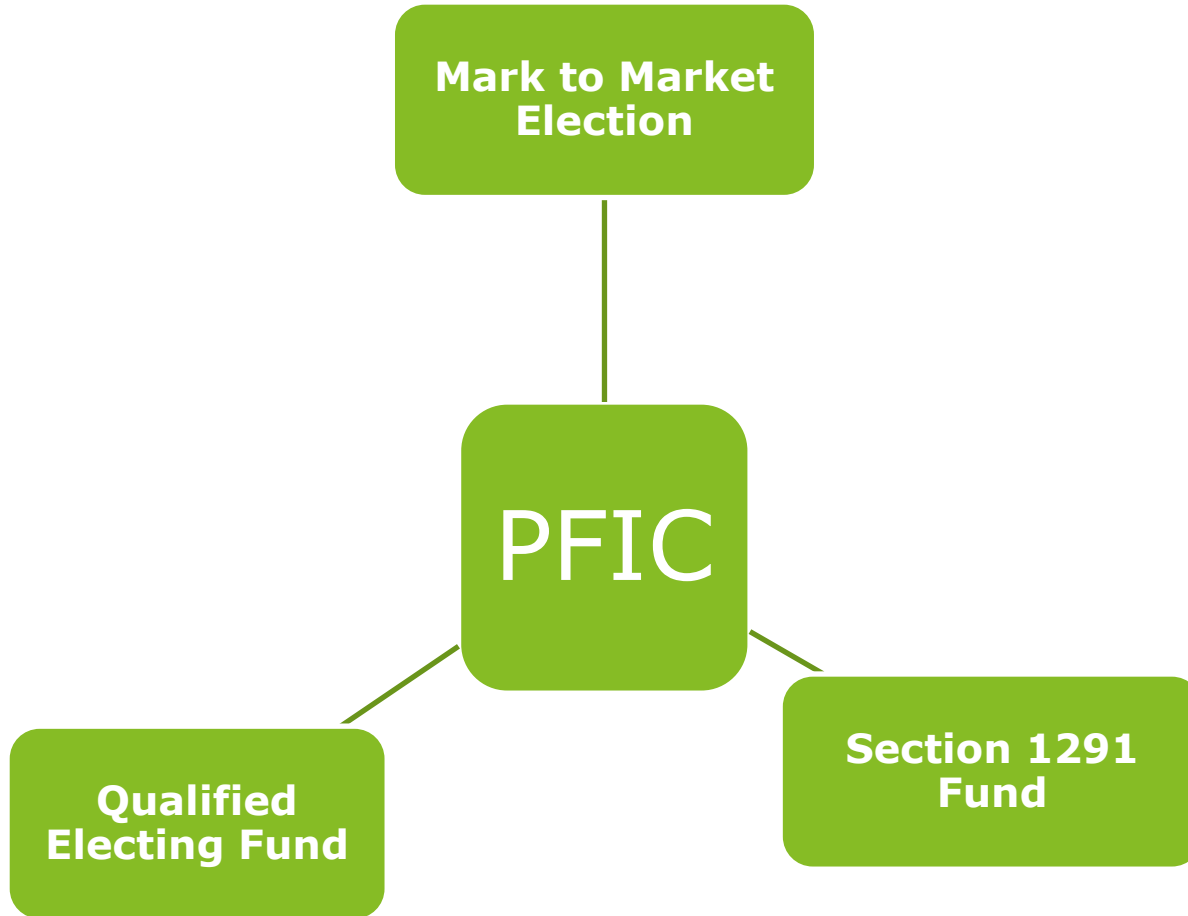 Mark to Market
Election
PFIC
Qualified
Electing Fund
Section 1291
Fund